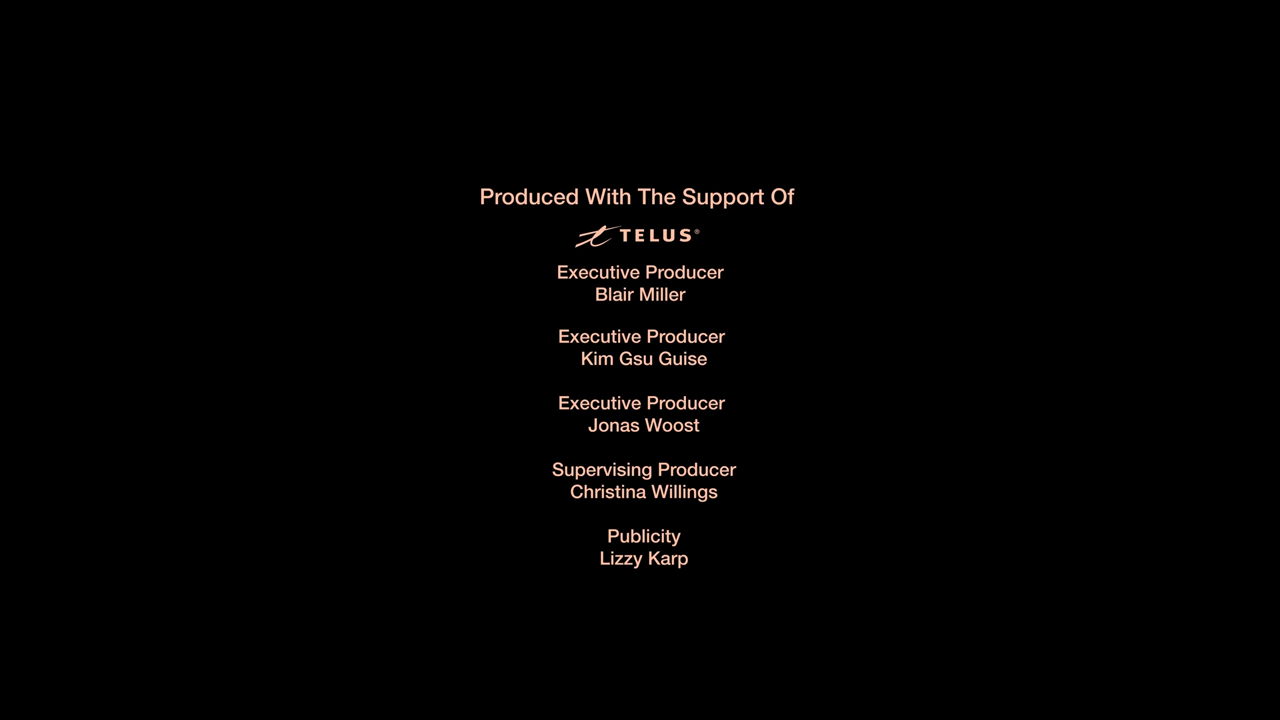 Produced With The Support Of
TELUS®
Executive Producer
Blair Miller
Executive Producer
Kim Gsu Guise
Executive Producer
Jonas Woost
Supervising Producer
Christina Willings
Publicity
Lizzy Karp